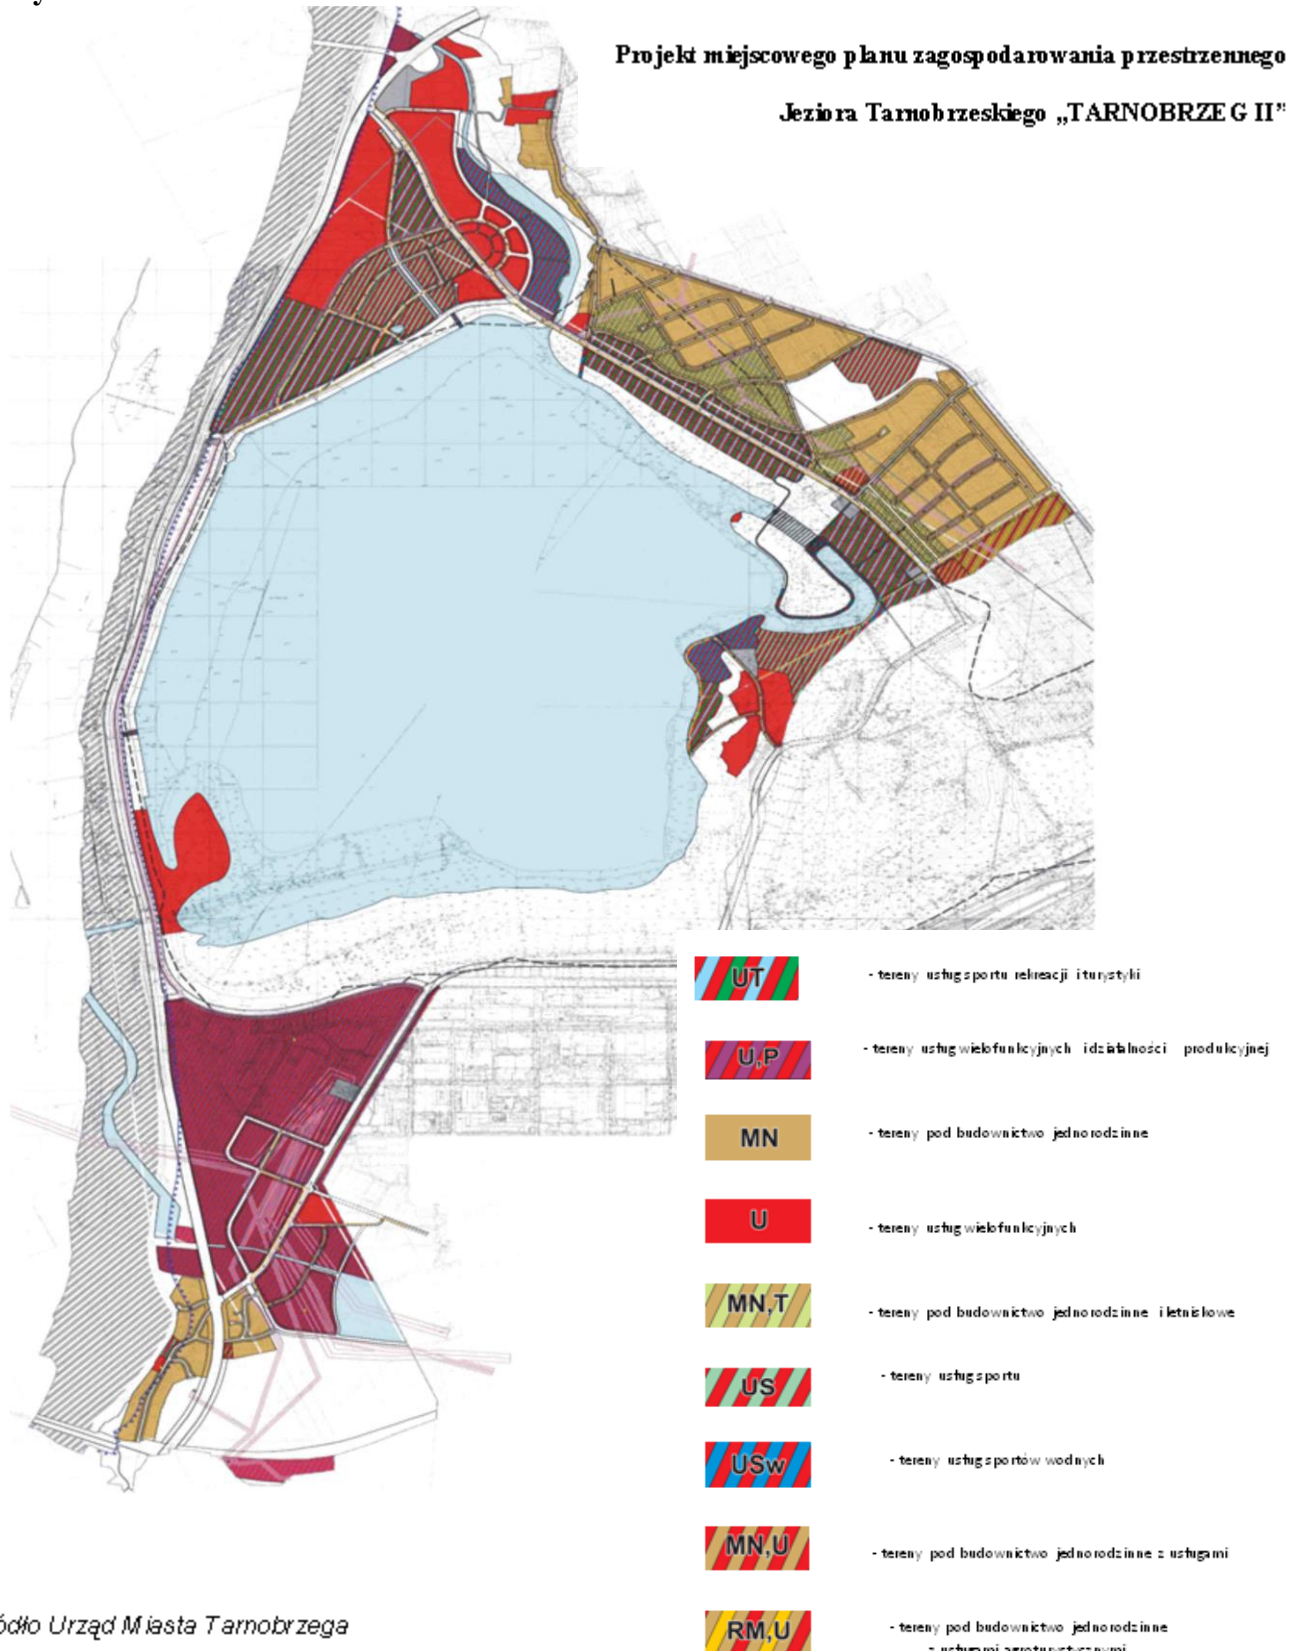 Projekt miejscowego planu zagospodarowania przestrzennego
Jeziora Tarnobrzeskiego „TARNOBRZEG II”
UT - tereny usług sportu rekreacji i turystyki
U,P - tereny usług wielofunkcyjnych i działalności produkcyjnej
MN - tereny pod budownictwo jednorodzinne
U - tereny usług wielofunkcyjnych
MN,T - tereny pod budownictwo jednorodzinne i letniskowe
US - tereny usług sportu
USw - tereny usług sportów wodnych
MN,U - tereny pod budownictwo jednorodzinne z usługami
RM,U - tereny pod budownictwo jednorodzinne
z usługami agroturystycznymi
ódło Urząd Miasta Tarnobrzega